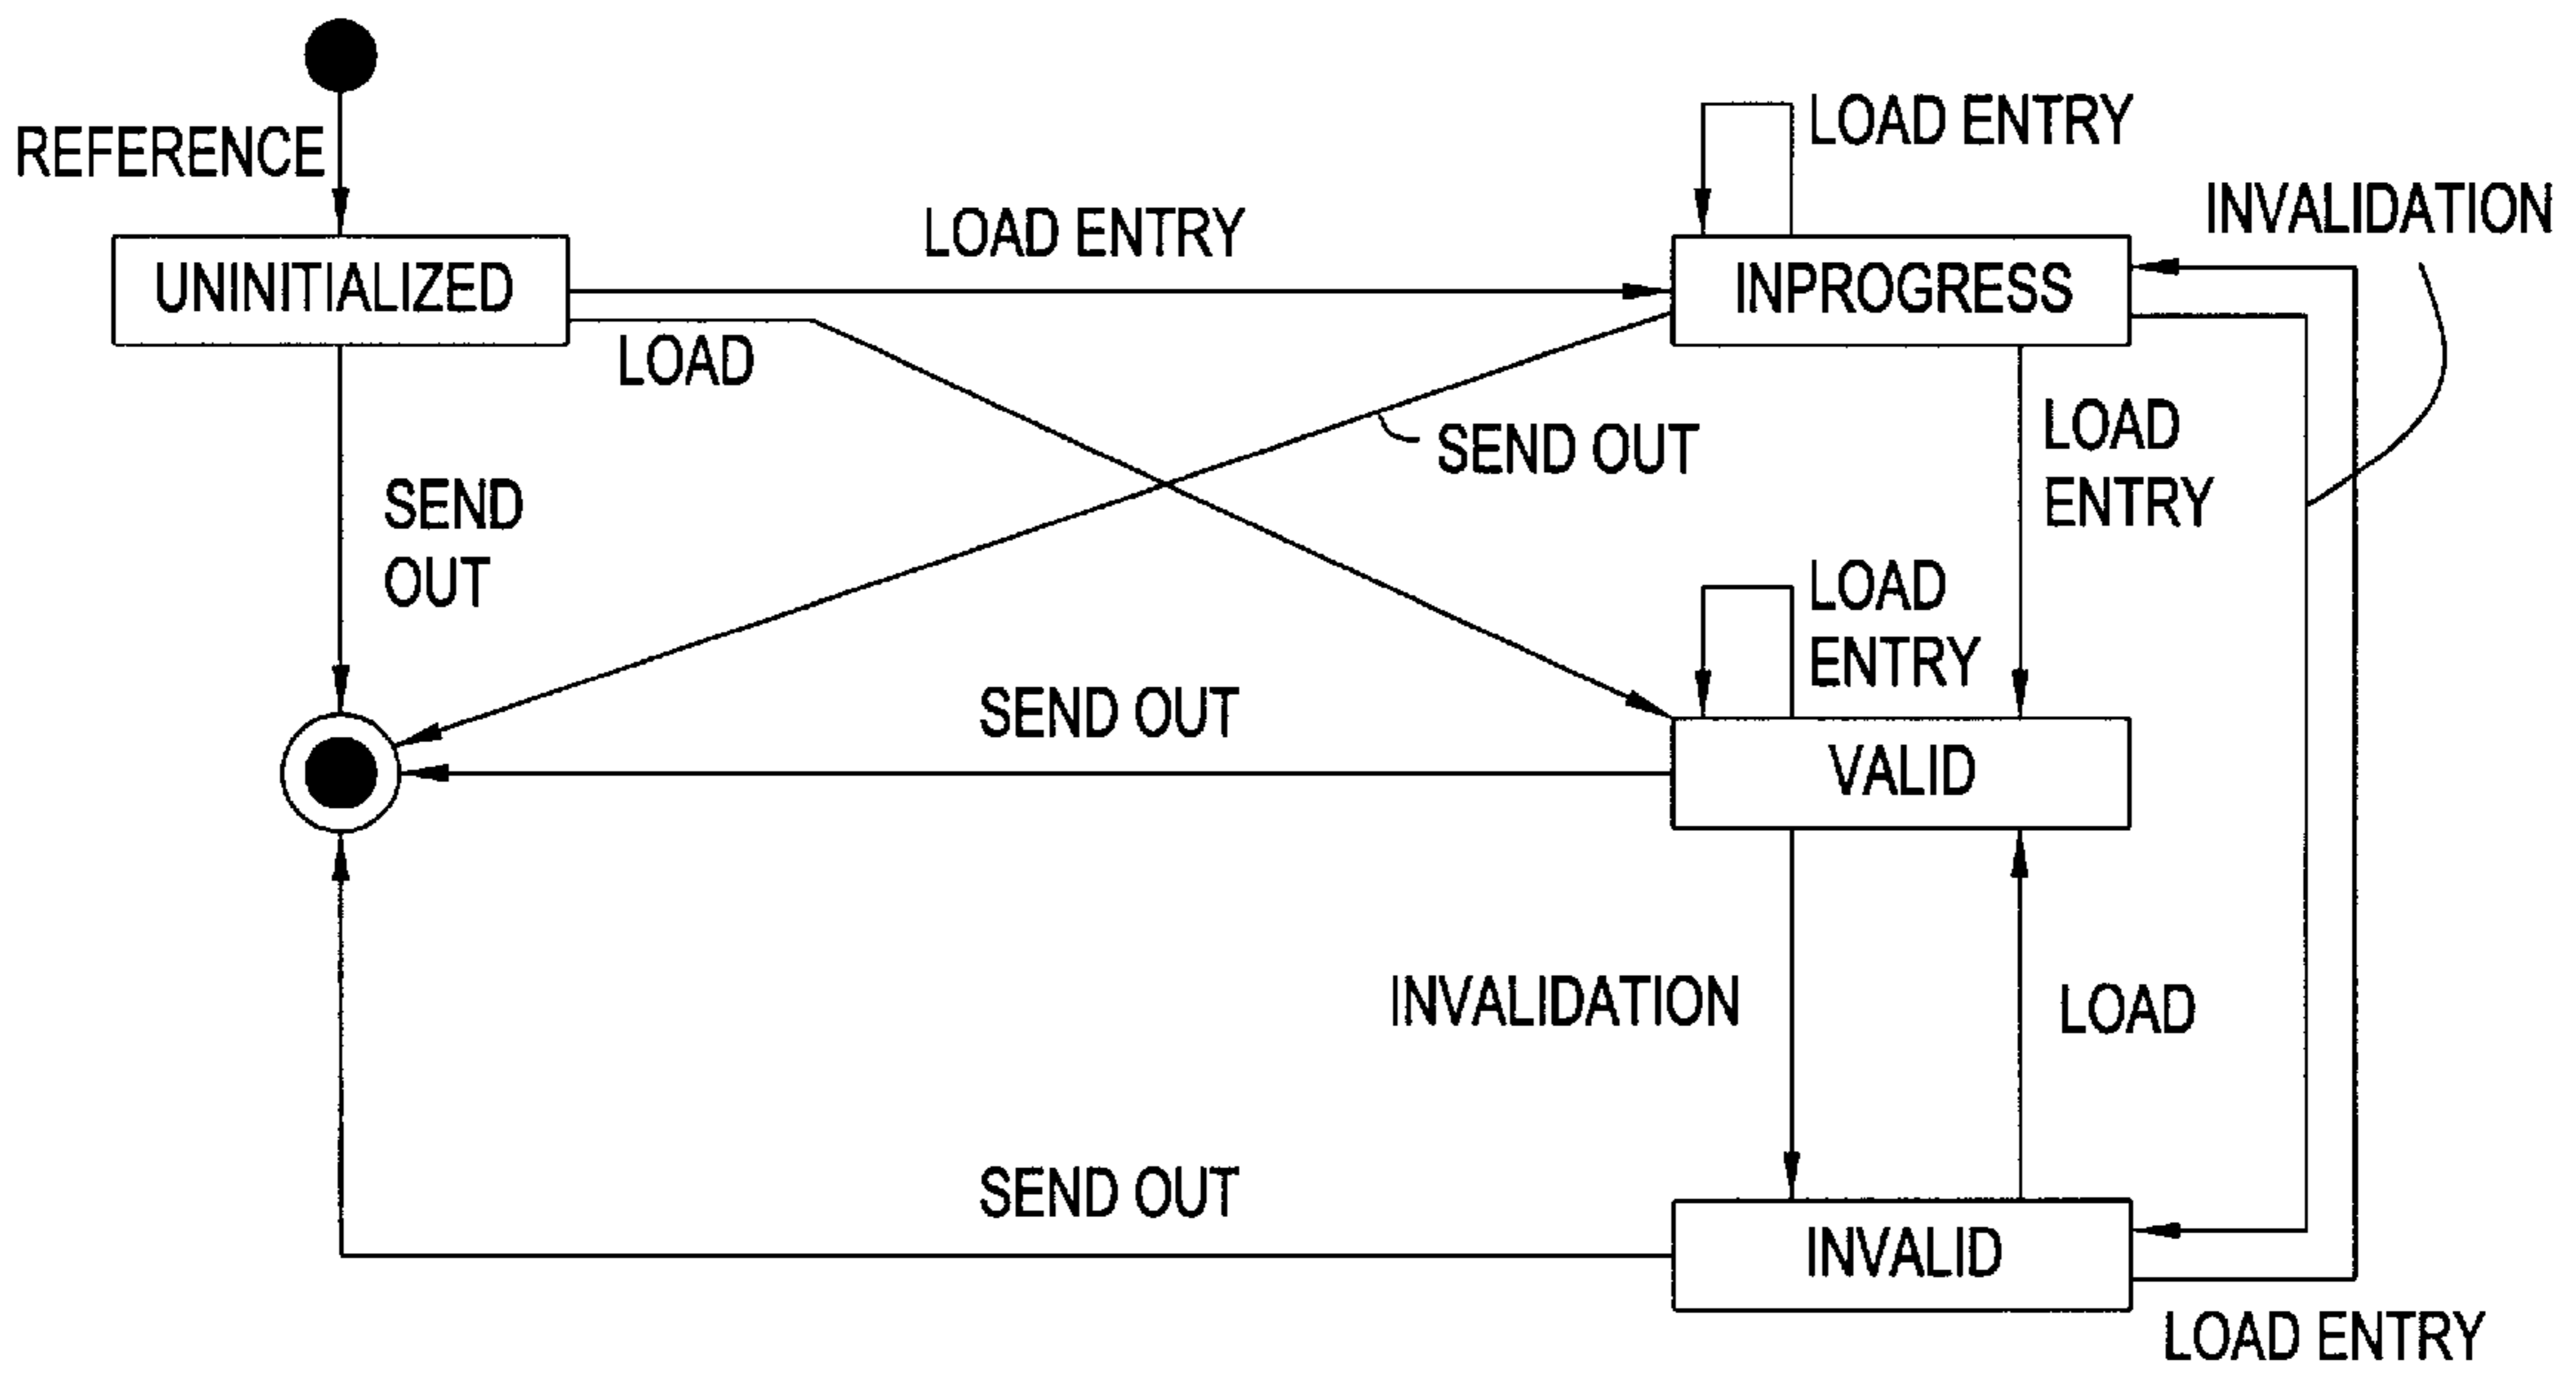 REFERENCE
LOAD ENTRY
INVALIDATION
LOAD ENTRY
UNINITIALIZED
INPROGRESS
LOAD
SEND OUT
LOAD
ENTRY
SEND
OUT
LOAD
ENTRY
SEND OUT
VALID
INVALIDATION
LOAD
SEND OUT
INVALID
LOAD ENTRY